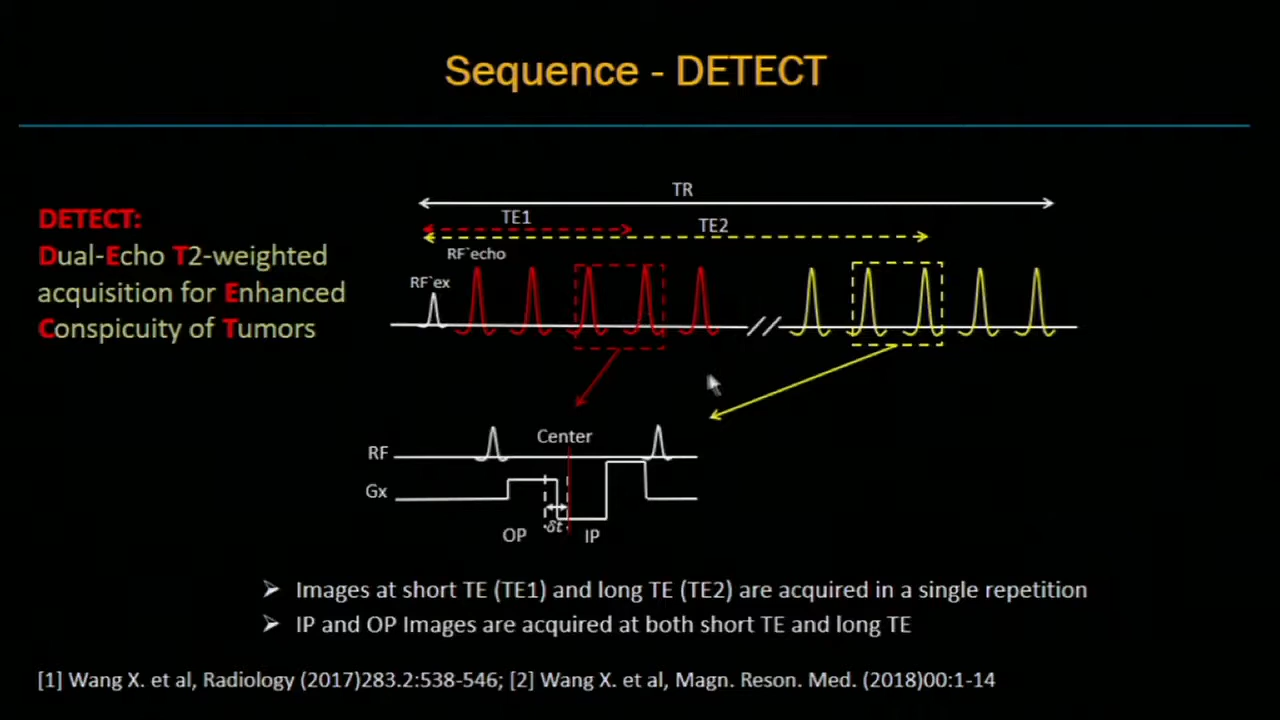 Sequence - DETECT
DETECT:
Dual-Echo T2-weighted
acquisition for Enhanced
Conspicuity of Tumors
TR
TE1
TE2
RF`echo
RF`ex
RF
Center
Gx
OP
δt
IP
➢ Images at short TE (TE1) and long TE (TE2) are acquired in a single repetition
➢ IP and OP Images are acquired at both short TE and long TE
[1] Wang X. et al, Radiology (2017)283.2:538-546; [2] Wang X. et al, Magn. Reson. Med. (2018)00:1-14